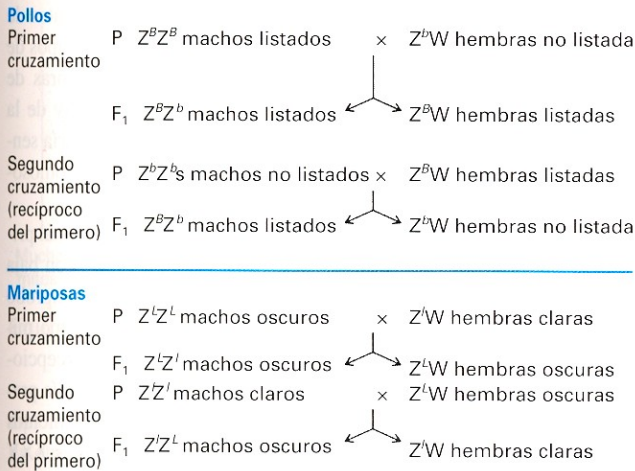 Pollos
Primer
cruzamiento
P Z^BZ^B machos listados × Z^bW hembras no listada
F₁ Z^BZ^b machos listados Z^BW hembras listadas
Segundo
cruzamiento
(recíproco
del primero)
P Z^bZ^bs machos no listados × Z^BW hembras listadas
F₁ Z^BZ^b machos listados Z^bW hembras no listada
Mariposas
Primer
cruzamiento
P Z^LZ^L machos oscuros × Z^lW hembras claras
F₁ Z^LZ^l machos oscuros Z^LW hembras oscuras
Segundo
cruzamiento
(recíproco
del primero)
P Z^lZ^l machos claros × Z^LW hembras oscuras
F₁ Z^lZ^L machos oscuros Z^lW hembras claras